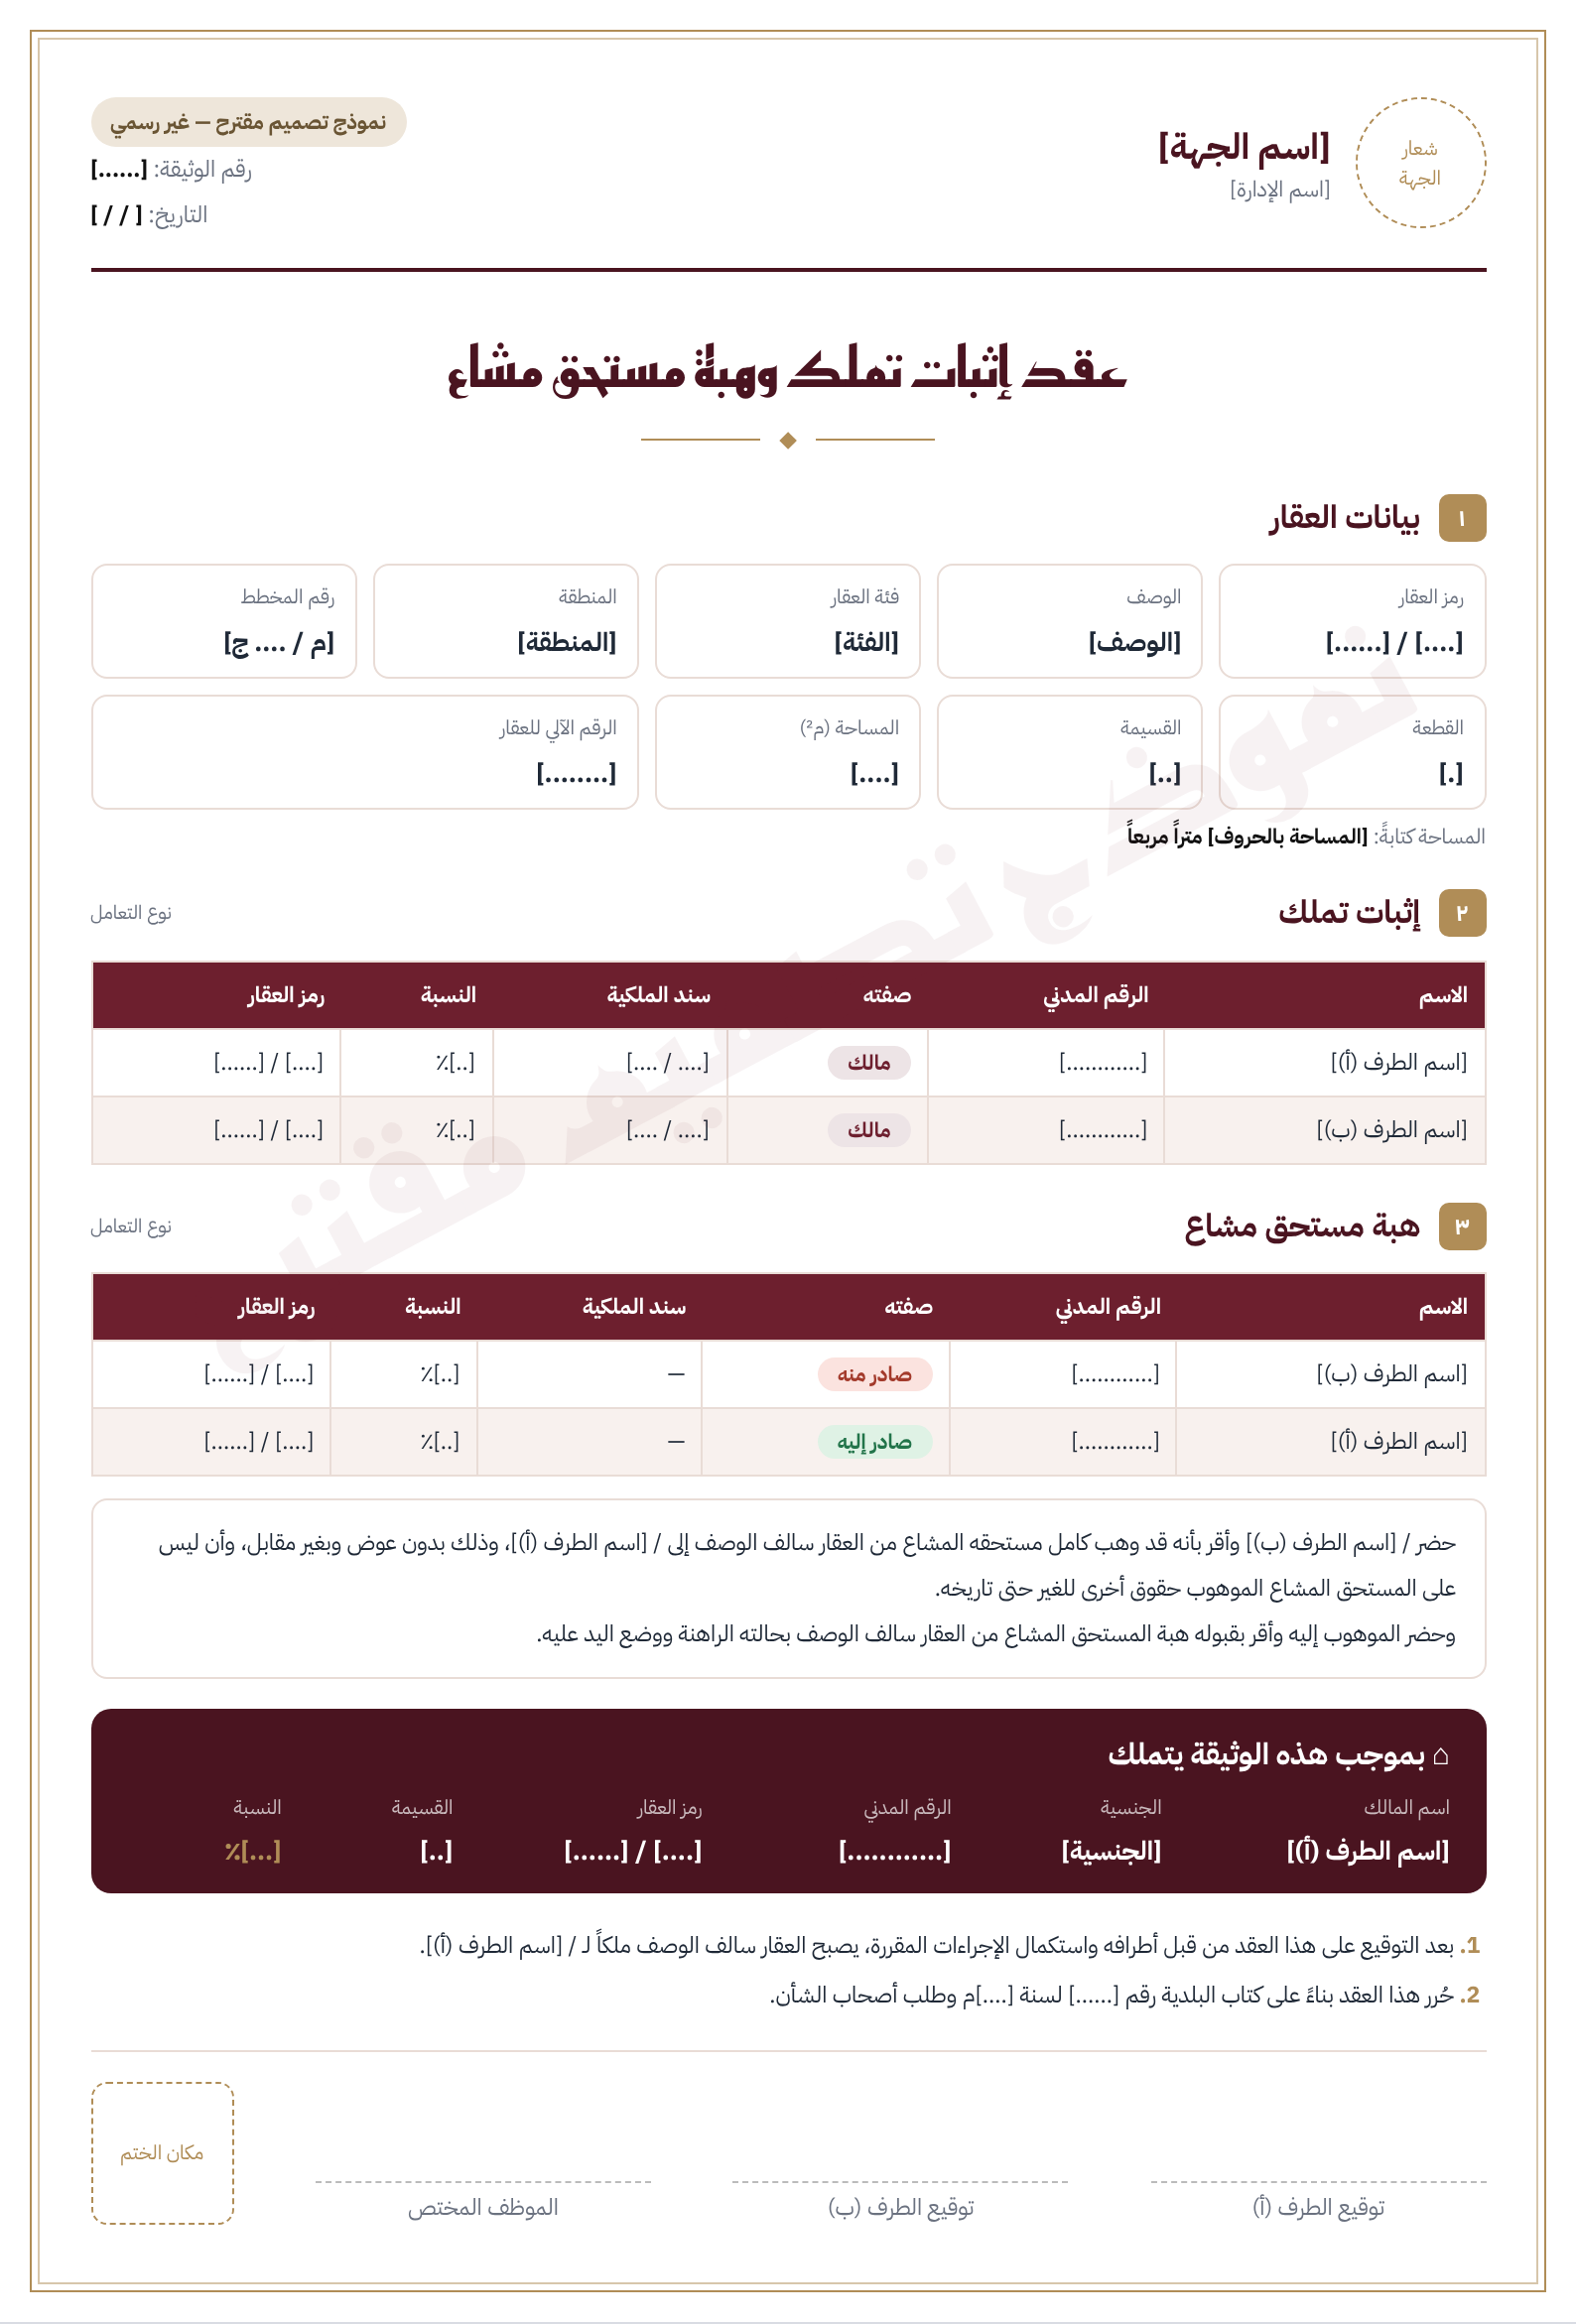 شعار
الجهة
[اسم الجهة]
[اسم الإدارة]
نموذج تصميم مقترح — غير رسمي
رقم الوثيقة: [......]
التاريخ: [ / / ]
عقد إثبات تملك وهبة مستحق مشاع
١ بيانات العقار
رمز العقار الوصف فئة العقار المنطقة رقم المخطط
[....] / [......] [الوصف] [الفئة] [المنطقة] [م / .... ج]
القطعة القسيمة المساحة (م²) الرقم الآلي للعقار
[.] [..] [....] [........]
المساحة كتابةً: [المساحة بالحروف] متراً مربعاً
٢ إثبات تملك نوع التعامل
الاسم الرقم المدني صفته سند الملكية النسبة رمز العقار
[اسم الطرف (أ)] [............] مالك [.... / ....] [..]٪ [....] / [......]
[اسم الطرف (ب)] [............] مالك [.... / ....] [..]٪ [....] / [......]
٣ هبة مستحق مشاع نوع التعامل
الاسم الرقم المدني صفته سند الملكية النسبة رمز العقار
[اسم الطرف (ب)] [............] صادر منه — [..]٪ [....] / [......]
[اسم الطرف (أ)] [............] صادر إليه — [..]٪ [....] / [......]
حضر / [اسم الطرف (ب)] وأقر بأنه قد وهب كامل مستحقه المشاع من العقار سالف الوصف إلى / [اسم الطرف (أ)]، وذلك بدون عوض وبغير مقابل، وأن ليس
على المستحق المشاع الموهوب حقوق أخرى للغير حتى تاريخه.
وحضر الموهوب إليه وأقر بقبوله هبة المستحق المشاع من العقار سالف الوصف بحالته الراهنة ووضع اليد عليه.
⌂ بموجب هذه الوثيقة يتملك
اسم المالك الجنسية الرقم المدني رمز العقار القسيمة النسبة
[اسم الطرف (أ)] [الجنسية] [............] [....] / [......] [..] [...]٪
1. بعد التوقيع على هذا العقد من قبل أطرافه واستكمال الإجراءات المقررة، يصبح العقار سالف الوصف ملكاً لـ / [اسم الطرف (أ)].
2. حُرر هذا العقد بناءً على كتاب البلدية رقم [......] لسنة [....]م وطلب أصحاب الشأن.
توقيع الطرف (أ) توقيع الطرف (ب) الموظف المختص مكان الختم
نموذج تصميم مقترح